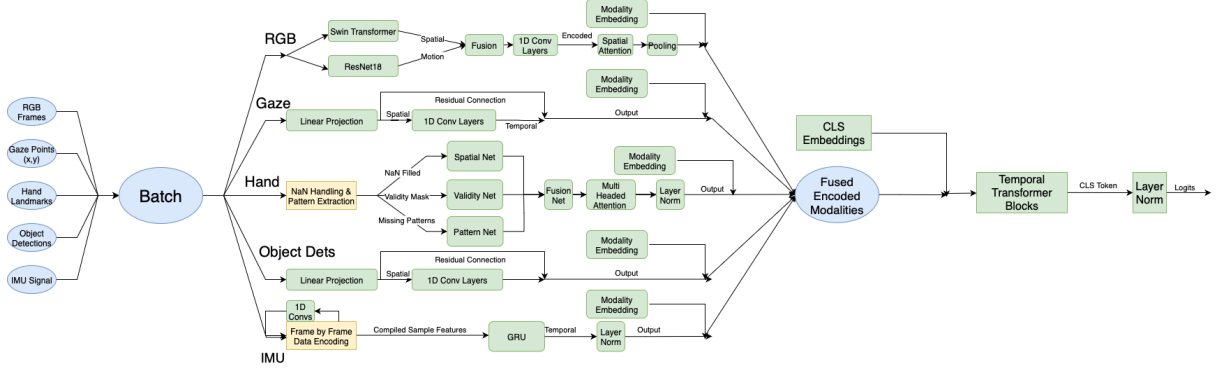 RGB
Frames
Gaze Points
(x,y)
Hand
Landmarks
Object
Detections
IMU Signal
Batch
RGB
Swin Transformer
ResNet18
Spatial
Motion
Fusion
1D Conv
Layers
Encoded
Spatial
Attention
Pooling
Modality
Embedding
Gaze
Linear Projection
Residual Connection
Spatial
1D Conv Layers
Temporal
Output
Modality
Embedding
Hand
NaN Handling &
Pattern Extraction
NaN Filled
Validity Mask
Missing Patterns
Spatial Net
Validity Net
Pattern Net
Fusion
Net
Multi
Headed
Attention
Layer
Norm
Output
Modality
Embedding
Object Dets
Linear Projection
Residual Connection
Spatial
1D Conv Layers
Output
Modality
Embedding
1D
Convs
Frame by Frame
Data Encoding
IMU
Compiled Sample Features
GRU
Temporal
Layer
Norm
Output
Modality
Embedding
Fused
Encoded
Modalities
CLS
Embeddings
Temporal
Transformer
Blocks
CLS Token
Layer
Norm
Logits